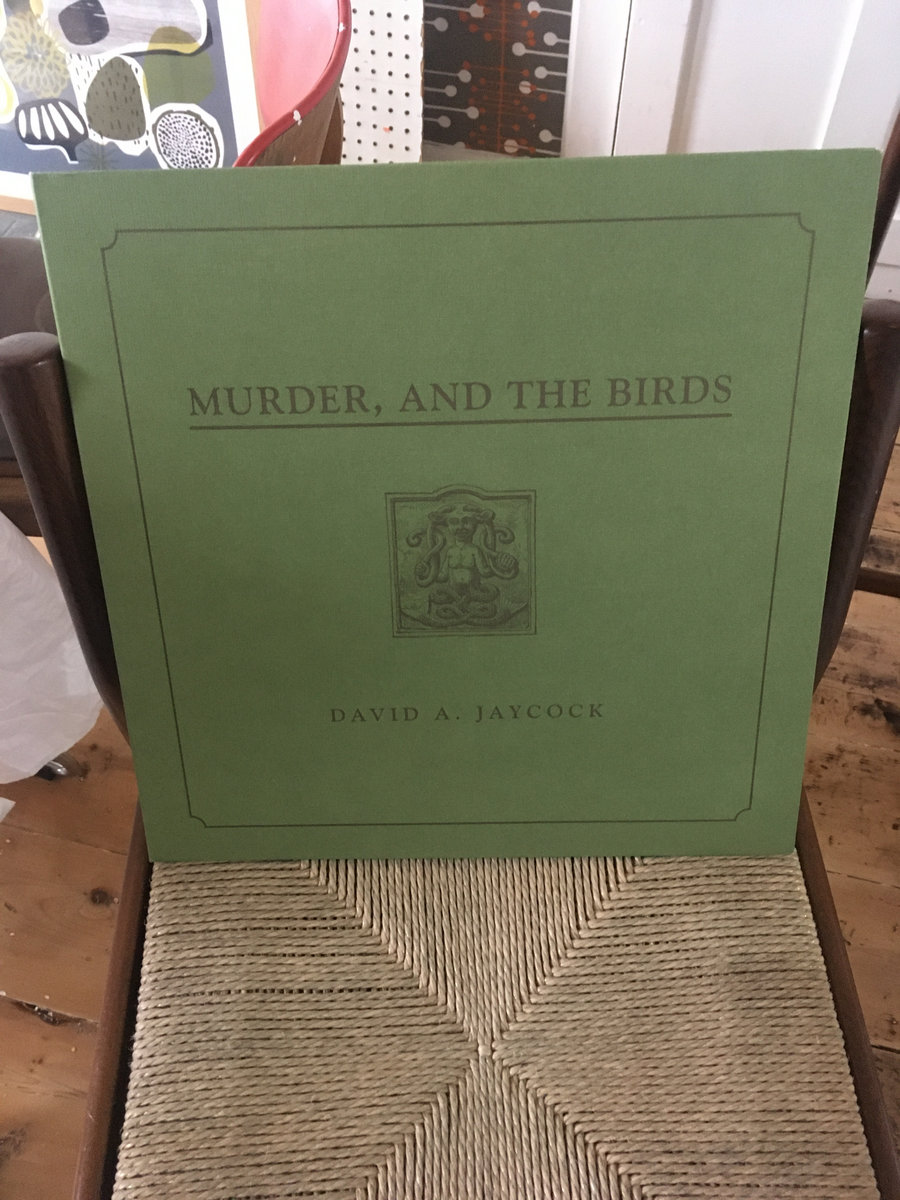 MURDER, AND THE BIRDS
DAVID A. JAYCOCK